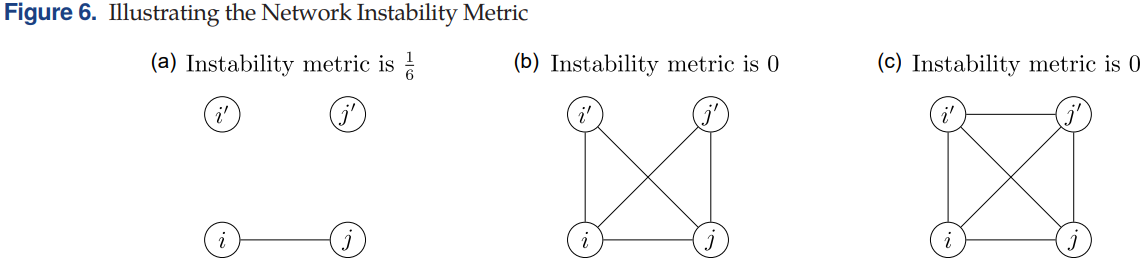 Figure 6. Illustrating the Network Instability Metric
(a) Instability metric is 1/6
(b) Instability metric is 0
(c) Instability metric is 0
i′ j′
i j
i′ j′
i j
i′ j′
i j